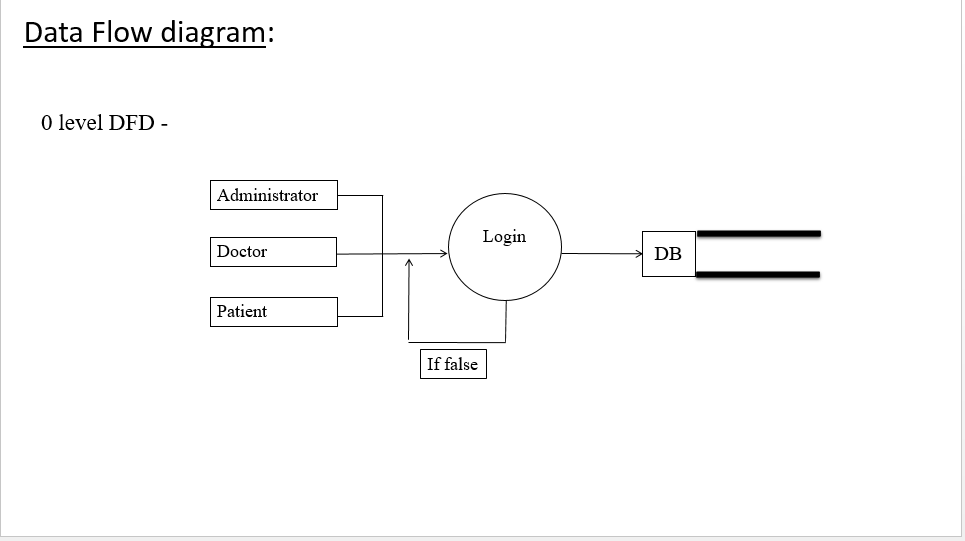 Data Flow diagram:
0 level DFD -
Administrator
Doctor
Patient
Login
DB
If false